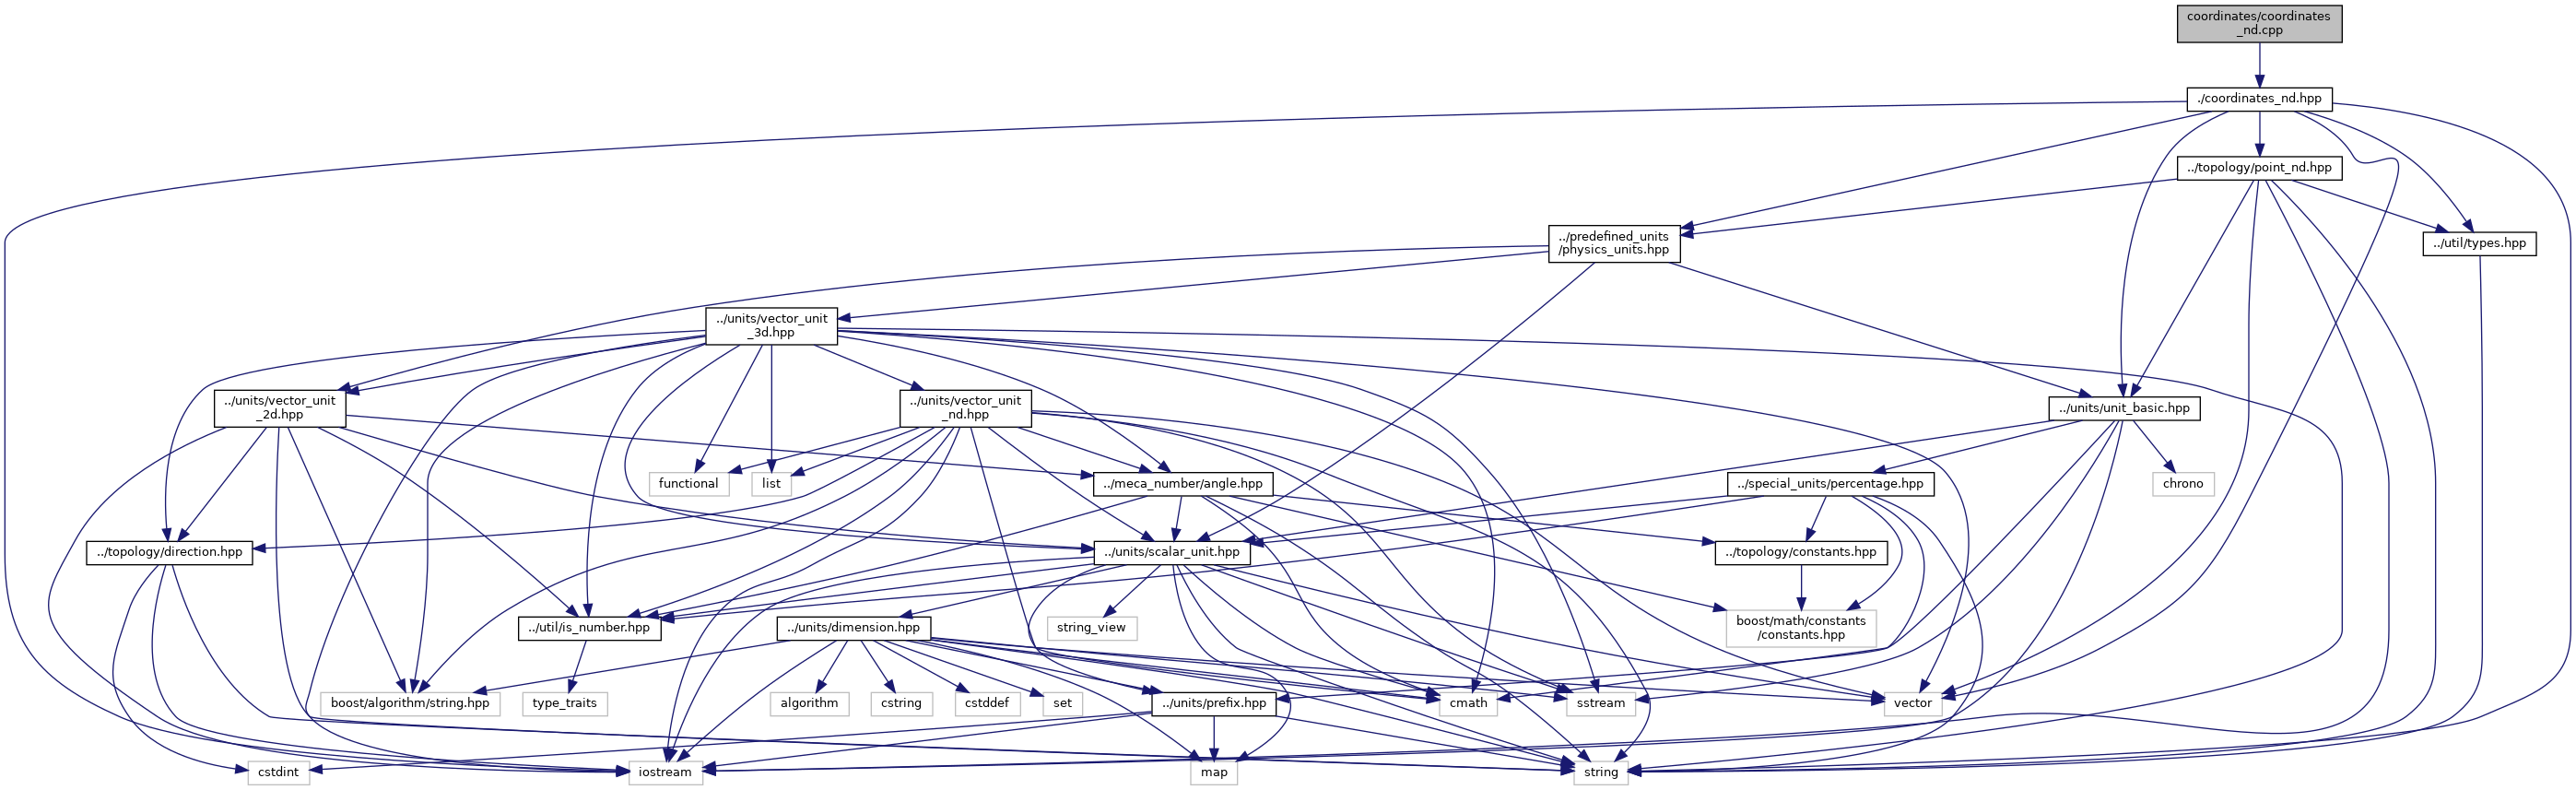 coordinates/coordinates
_nd.cpp
./coordinates_nd.hpp
../topology/point_nd.hpp
../predefined_units
/physics_units.hpp
../util/types.hpp
../units/vector_unit
_3d.hpp
../units/vector_unit
_2d.hpp
../units/vector_unit
_nd.hpp
../units/unit_basic.hpp
functional
list
../meca_number/angle.hpp
../special_units/percentage.hpp
chrono
../topology/direction.hpp
../units/scalar_unit.hpp
../topology/constants.hpp
../util/is_number.hpp
../units/dimension.hpp
string_view
boost/math/constants
/constants.hpp
boost/algorithm/string.hpp
type_traits
algorithm
cstring
cstddef
set
../units/prefix.hpp
cmath
sstream
vector
cstdint
iostream
map
string